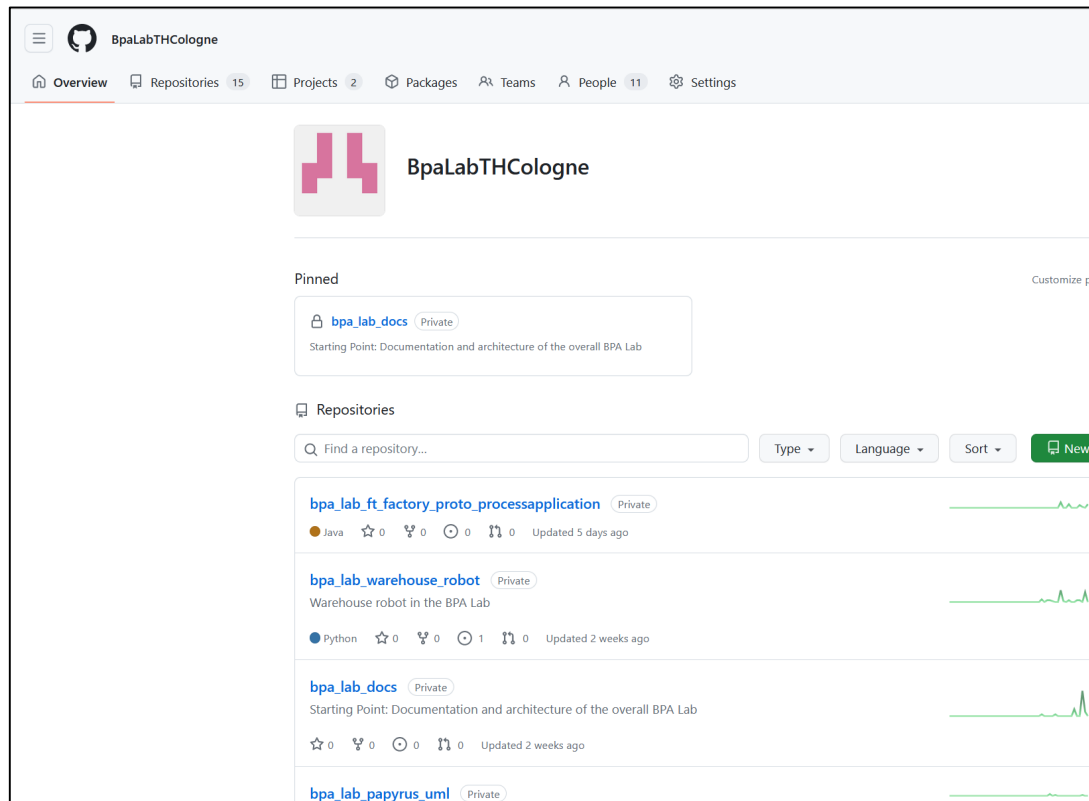 BpaLabTHCologne
Overview Repositories 15 Projects 2 Packages Teams People 11 Settings
BpaLabTHCologne
Pinned
Customize p
bpa_lab_docs Private
Starting Point: Documentation and architecture of the overall BPA Lab
Repositories
Find a repository...
Type Language Sort New
bpa_lab_ft_factory_proto_processapplication Private
Java 0 0 0 0 Updated 5 days ago
bpa_lab_warehouse_robot Private
Warehouse robot in the BPA Lab
Python 0 0 1 0 Updated 2 weeks ago
bpa_lab_docs Private
Starting Point: Documentation and architecture of the overall BPA Lab
0 0 0 0 Updated 2 weeks ago
bpa_lab_papyrus_uml Private